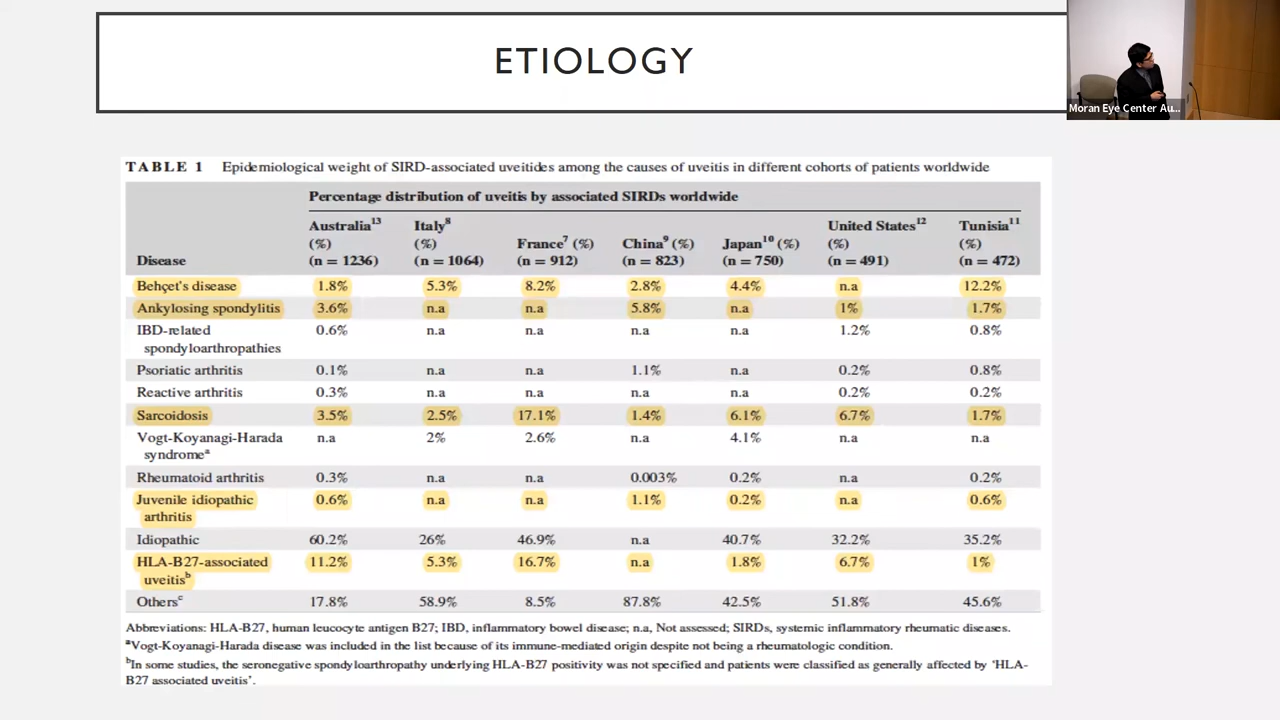 ETIOLOGY
Moran Eye Center Au...
TABLE 1 Epidemiological weight of SIRD-associated uveitides among the causes of uveitis in different cohorts of patients worldwide
Percentage distribution of uveitis by associated SIRDs worldwide
Disease Australia13 (%) (n = 1236) Italy8 (%) (n = 1064) France7 (%) (n = 912) China9 (%) (n = 823) Japan10 (%) (n = 750) United States12 (%) (n = 491) Tunisia11 (%) (n = 472)
Behçet's disease 1.8% 5.3% 8.2% 2.8% 4.4% n.a 12.2%
Ankylosing spondylitis 3.6% n.a n.a 5.8% n.a 1% 1.7%
IBD-related 0.6% n.a n.a n.a n.a 1.2% 0.8%
spondyloarthropathies
Psoriatic arthritis 0.1% n.a n.a 1.1% n.a 0.2% 0.8%
Reactive arthritis 0.3% n.a n.a n.a n.a 0.2% 0.2%
Sarcoidosis 3.5% 2.5% 17.1% 1.4% 6.1% 6.7% 1.7%
Vogt-Koyanagi-Harada n.a 2% 2.6% n.a 4.1% n.a n.a
syndromea
Rheumatoid arthritis 0.3% n.a n.a 0.003% 0.2% n.a 0.2%
Juvenile idiopathic 0.6% n.a n.a 1.1% 0.2% n.a 0.6%
arthritis
Idiopathic 60.2% 26% 46.9% n.a 40.7% 32.2% 35.2%
HLA-B27-associated 11.2% 5.3% 16.7% n.a 1.8% 6.7% 1%
uveitisb
Othersc 17.8% 58.9% 8.5% 87.8% 42.5% 51.8% 45.6%
Abbreviations: HLA-B27, human leucocyte antigen B27; IBD, inflammatory bowel disease; n.a, Not assessed; SIRDs, systemic inflammatory rheumatic diseases.
aVogt-Koyanagi-Harada disease was included in the list because of its immune-mediated origin despite not being a rheumatologic condition.
bIn some studies, the seronegative spondyloarthropathy underlying HLA-B27 positivity was not specified and patients were classified as generally affected by ‘HLA-
B27 associated uveitis’.